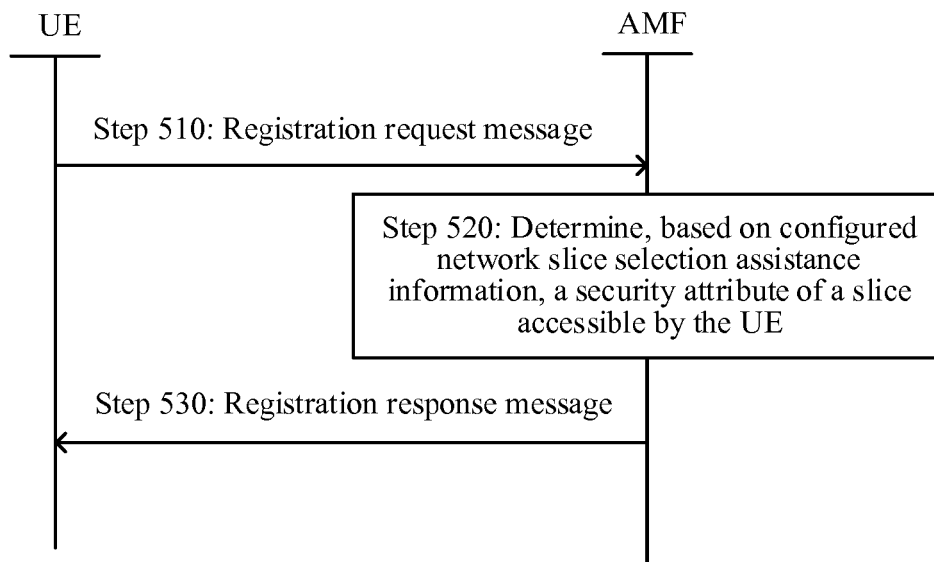 UE
AMF
Step 510: Registration request message
Step 520: Determine, based on configured
network slice selection assistance
information, a security attribute of a slice
accessible by the UE
Step 530: Registration response message